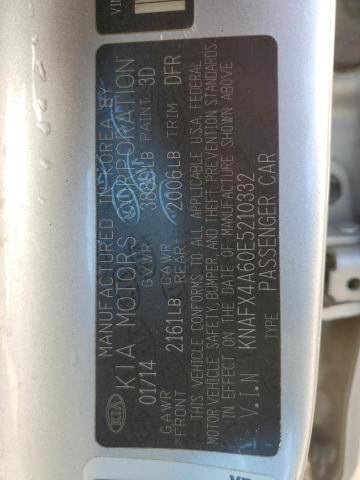 MANUFACTURED IN KOREA BY
KIA MOTORS CORPORATION
01/14 GVWR PAINT 3D
GAWR GAWR
FRONT 2161LB REAR 2006LB TRIM DFR
THIS VEHICLE CONFORMS TO ALL APPLICABLE U.S.A. FEDERAL
MOTOR VEHICLE SAFETY, BUMPER, AND THEFT PREVENTION STANDARDS
IN EFFECT ON THE DATE OF MANUFACTURE SHOWN ABOVE
V.I.N KNAFX4A60E5210332
TYPE PASSENGER CAR
KIA